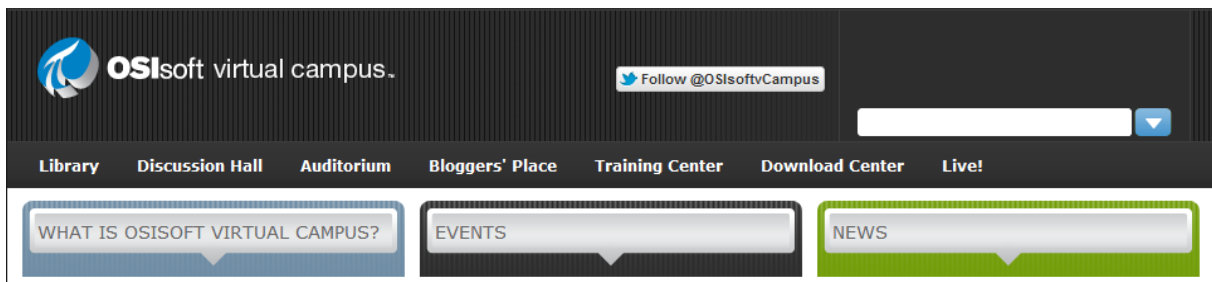 OSIsoft virtual campus™
Follow @OSIsoftvCampus
Library Discussion Hall Auditorium Bloggers' Place Training Center Download Center Live!
WHAT IS OSISOFT VIRTUAL CAMPUS? EVENTS NEWS